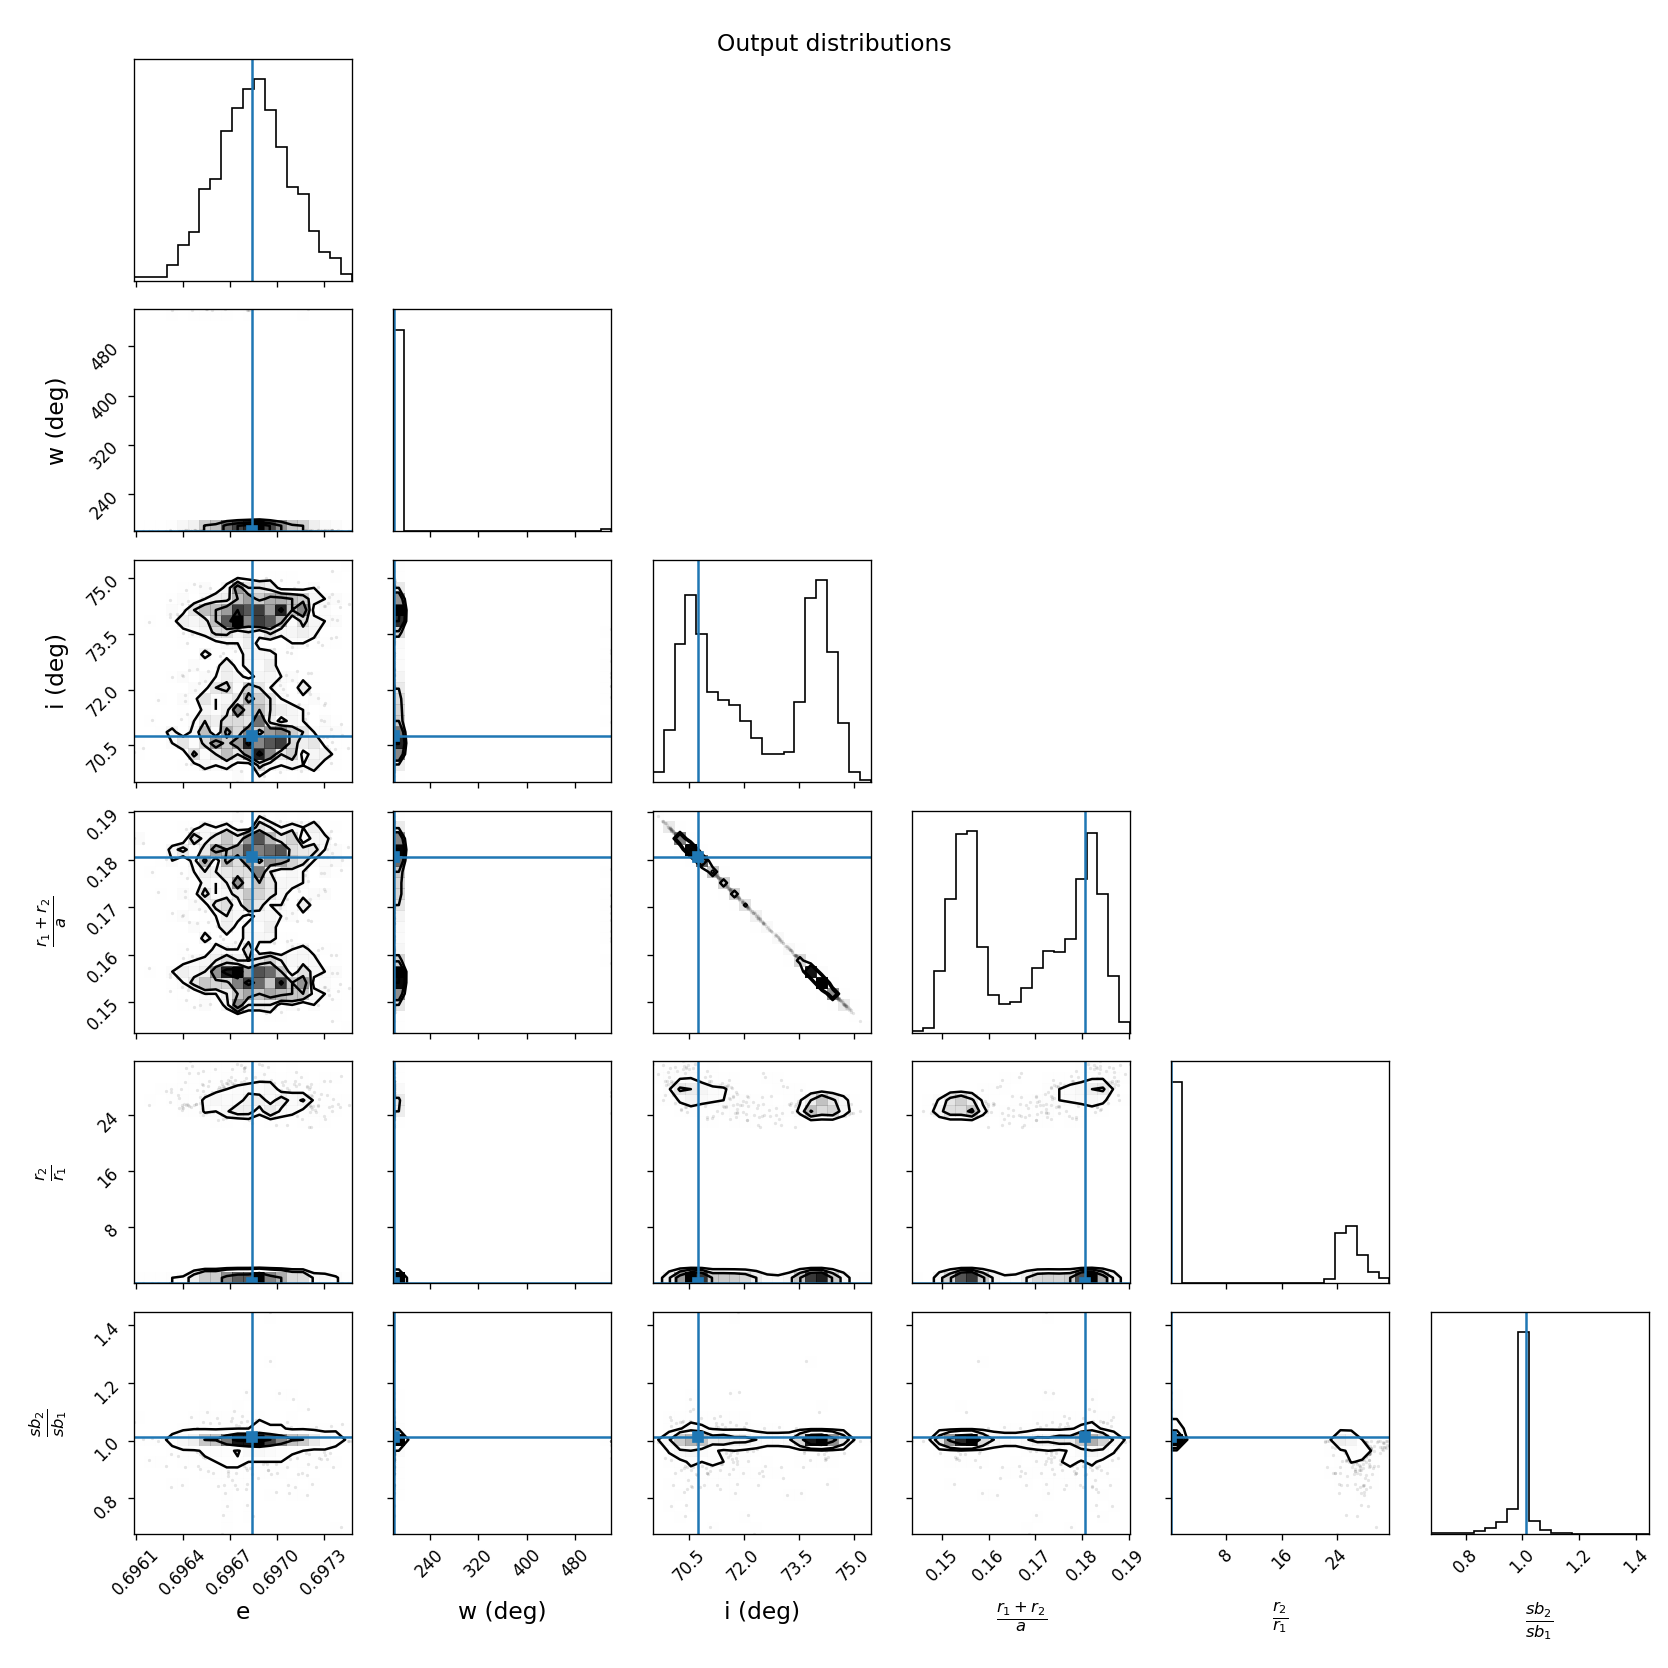 Output distributions
w (deg)
480
400
320
240
i (deg)
75.0
73.5
72.0
70.5
r₁ + r₂
a
0.19
0.18
0.17
0.16
0.15
r₂
r₁
24
16
8
sb₂
sb₁
1.4
1.2
1.0
0.8
0.6961 0.6964 0.6967 0.6970 0.6973
240 320 400 480
70.5 72.0 73.5 75.0
0.15 0.16 0.17 0.18 0.19
8 16 24
0.8 1.0 1.2 1.4
e
w (deg)
i (deg)
r₁ + r₂
a
r₂
r₁
sb₂
sb₁